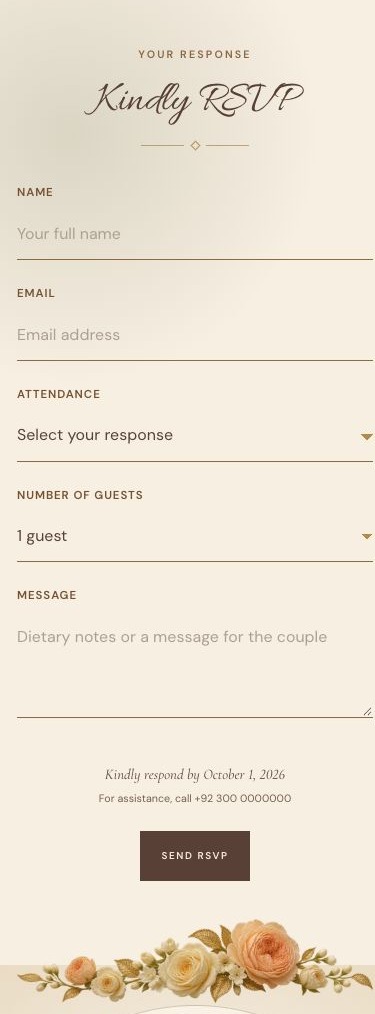 YOUR RESPONSE
Kindly RSVP
NAME
Your full name
EMAIL
Email address
ATTENDANCE
Select your response
NUMBER OF GUESTS
1 guest
MESSAGE
Dietary notes or a message for the couple
Kindly respond by October 1, 2026
For assistance, call +92 300 0000000
SEND RSVP